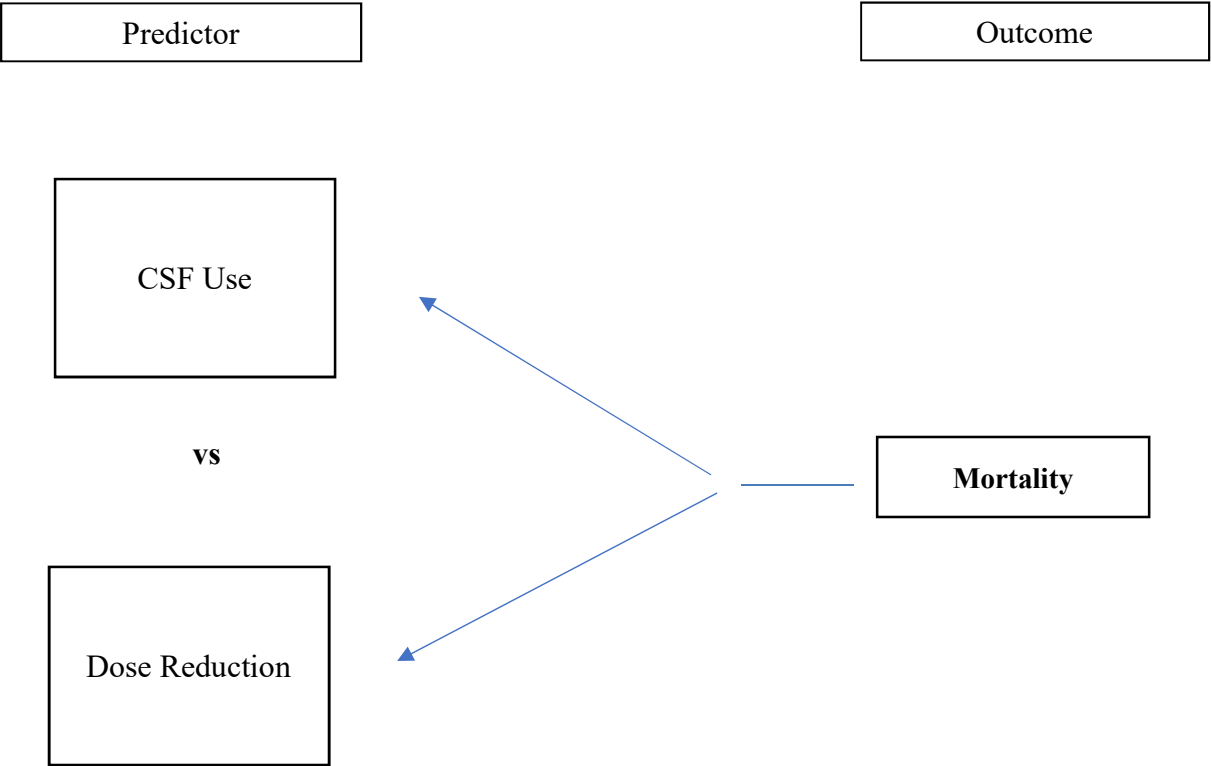 Predictor
Outcome
CSF Use
vs
Mortality
Dose Reduction